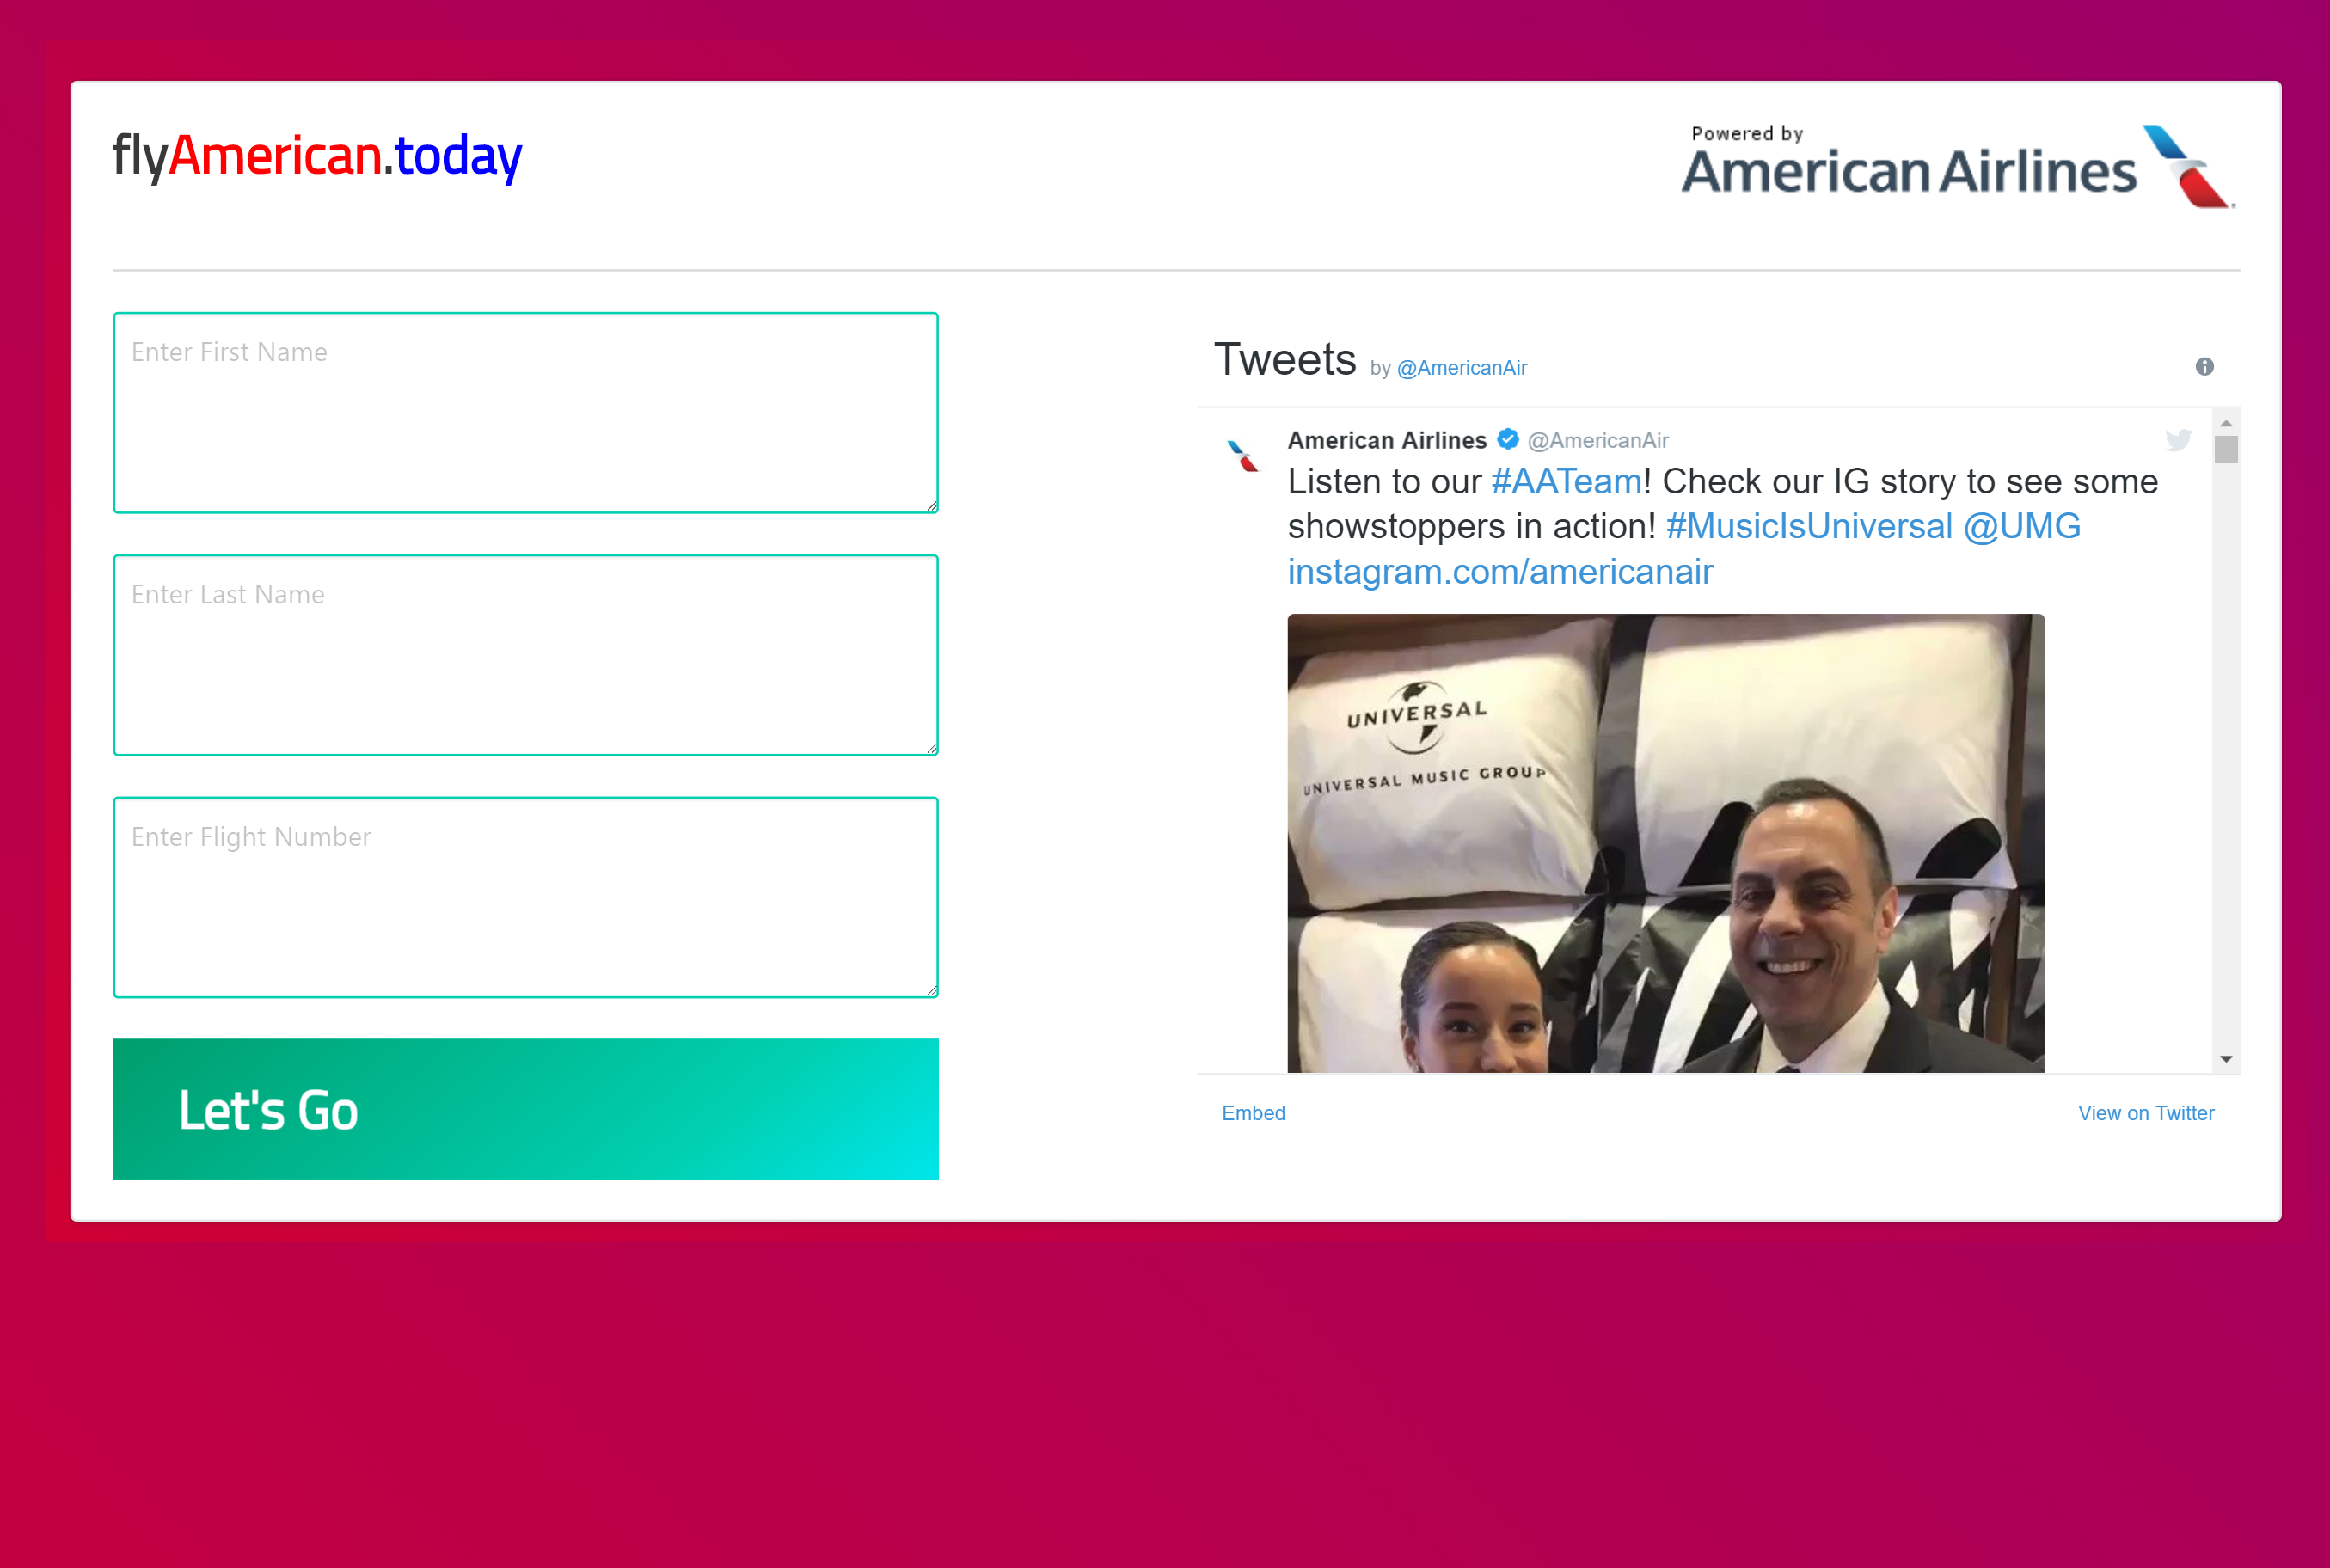 flyAmerican.today
Powered by
American Airlines
Enter First Name
Enter Last Name
Enter Flight Number
Let's Go
Tweets by @AmericanAir
American Airlines @AmericanAir
Listen to our #AATeam! Check our IG story to see some
showstoppers in action! #MusicIsUniversal @UMG
instagram.com/americanair
UNIVERSAL
UNIVERSAL MUSIC GROUP
Embed
View on Twitter